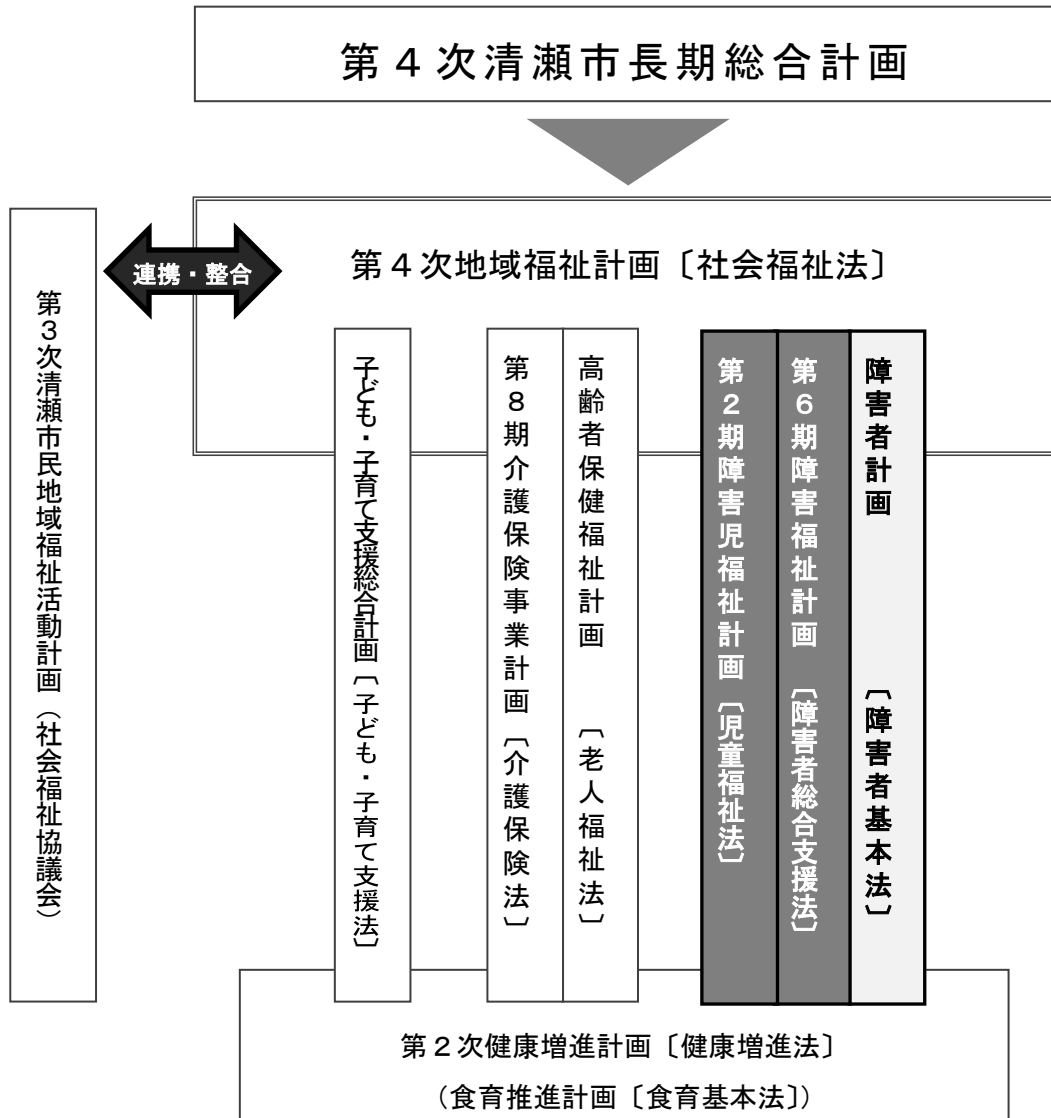 第４次清瀬市長期総合計画
第４次地域福祉計画〔社会福祉法〕
連携・整合
障害者計画　〔障害者基本法〕
第６期障害福祉計画　〔障害者総合支援法〕
第２期障害児福祉計画〔児童福祉法〕
高齢者保健福祉計画　〔老人福祉法〕
第８期介護保険事業計画〔介護保険法〕
子ども・子育て支援総合計画〔子ども・子育て支援法〕
第３次清瀬市民地域福祉活動計画（社会福祉協議会）
第２次健康増進計画〔健康増進法〕
（食育推進計画〔食育基本法〕）